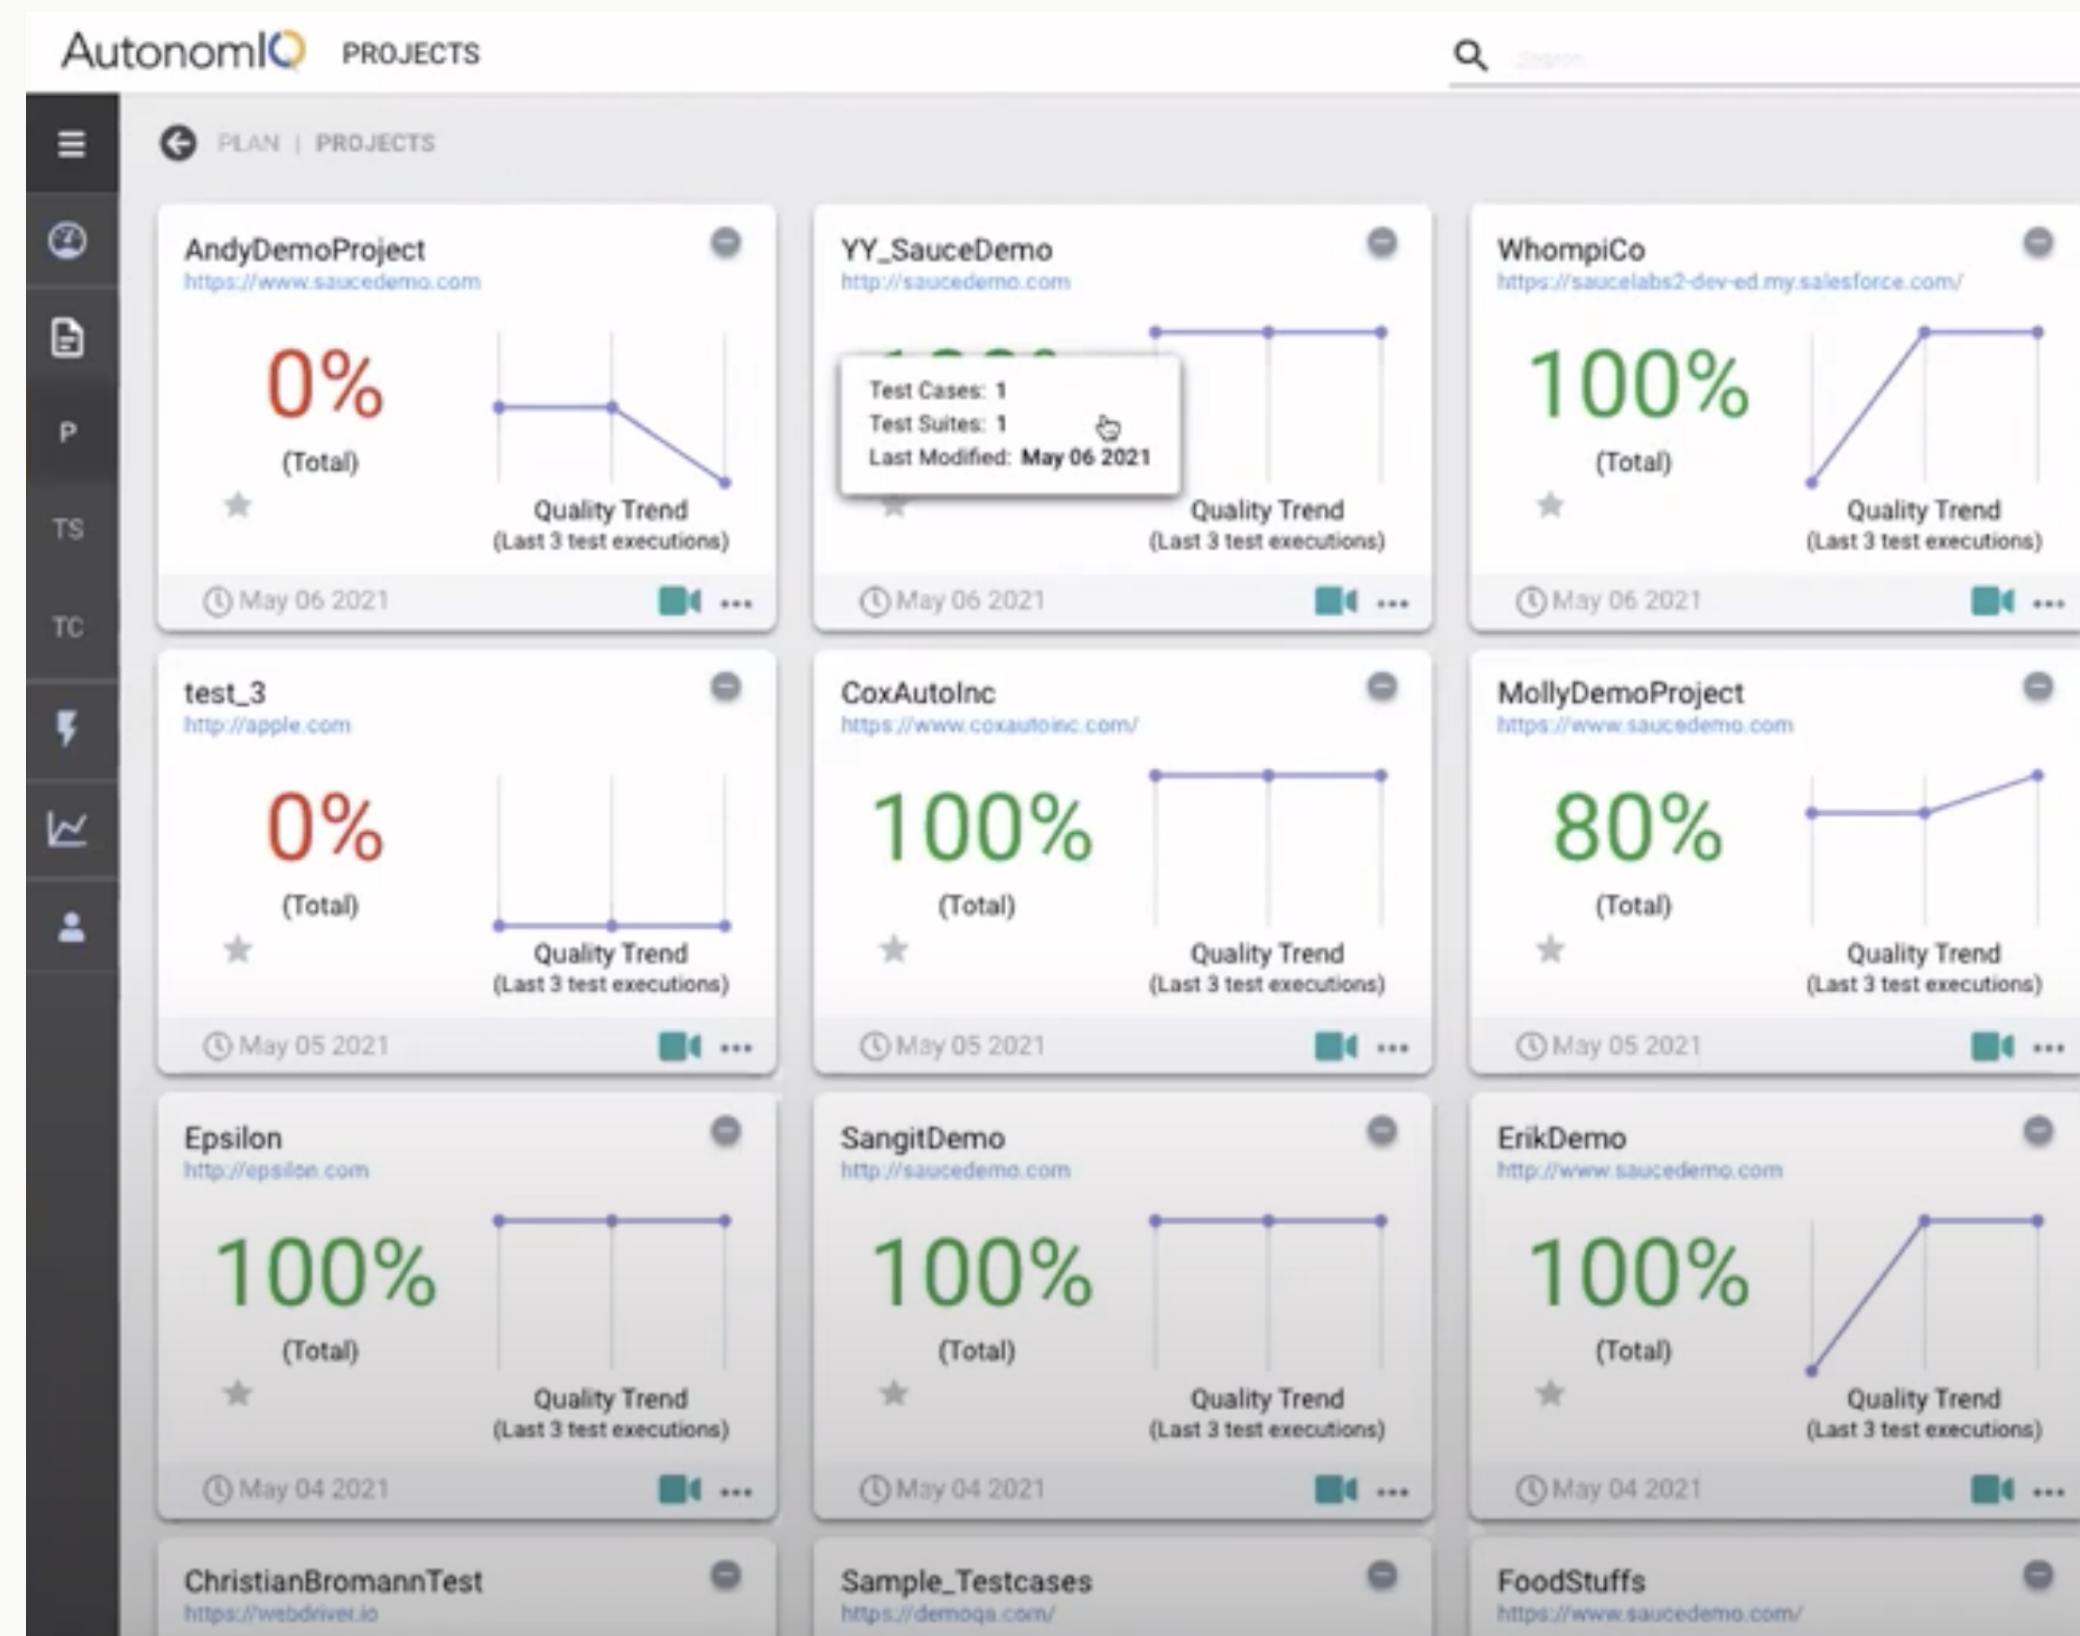 AutonomIQ PROJECTS
Search
PLAN | PROJECTS
AndyDemoProject
https://www.saucedemo.com
0%
(Total)
Quality Trend
(Last 3 test executions)
May 06 2021
YY_SauceDemo
http://saucedemo.com
Test Cases: 1
Test Suites: 1
Last Modified: May 06 2021
Quality Trend
(Last 3 test executions)
May 06 2021
WhompiCo
https://saucelabs2-dev-ed.my.salesforce.com/
100%
(Total)
Quality Trend
(Last 3 test executions)
May 06 2021
P
TS
TC
test_3
http://apple.com
0%
(Total)
Quality Trend
(Last 3 test executions)
May 05 2021
CoxAutoInc
https://www.coxautoinc.com/
100%
(Total)
Quality Trend
(Last 3 test executions)
May 05 2021
MollyDemoProject
https://www.saucedemo.com
80%
(Total)
Quality Trend
(Last 3 test executions)
May 05 2021
Epsilon
http://epsilon.com
100%
(Total)
Quality Trend
(Last 3 test executions)
May 04 2021
SangitDemo
http://saucedemo.com
100%
(Total)
Quality Trend
(Last 3 test executions)
May 04 2021
ErikDemo
http://www.saucedemo.com
100%
(Total)
Quality Trend
(Last 3 test executions)
May 04 2021
ChristianBromannTest
https://webdriver.io
Sample_Testcases
https://demoqa.com/
FoodStuffs
https://www.saucedemo.com/